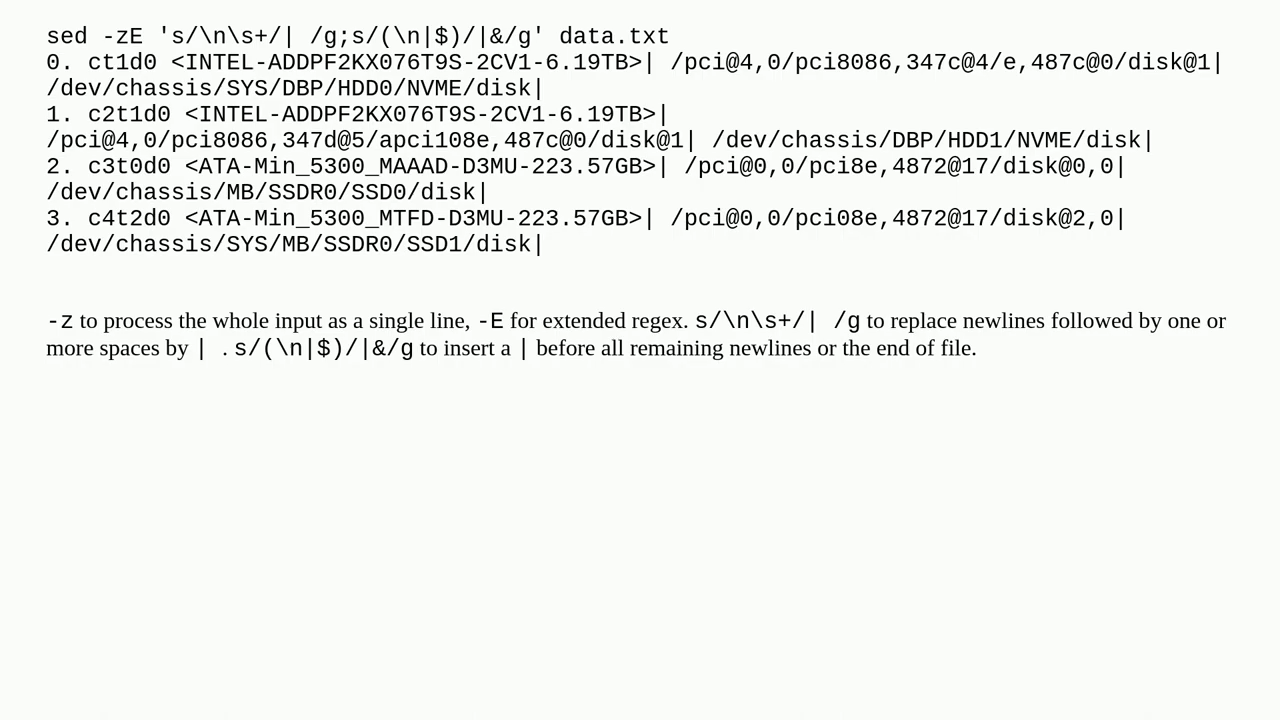 sed -zE 's/\n\s+/| /g;s/(\n|$)/|&/g' data.txt
0. ct1d0 <INTEL-ADDPF2KX076T9S-2CV1-6.19TB>| /pci@4,0/pci8086,347c@4/e,487c@0/disk@1|
/dev/chassis/SYS/DBP/HDD0/NVME/disk|
1. c2t1d0 <INTEL-ADDPF2KX076T9S-2CV1-6.19TB>|
/pci@4,0/pci8086,347d@5/apci108e,487c@0/disk@1| /dev/chassis/DBP/HDD1/NVME/disk|
2. c3t0d0 <ATA-Min_5300_MAAAD-D3MU-223.57GB>| /pci@0,0/pci8e,4872@17/disk@0,0|
/dev/chassis/MB/SSDR0/SSD0/disk|
3. c4t2d0 <ATA-Min_5300_MTFD-D3MU-223.57GB>| /pci@0,0/pci08e,4872@17/disk@2,0|
/dev/chassis/SYS/MB/SSDR0/SSD1/disk|
-z to process the whole input as a single line, -E for extended regex. s/\n\s+/| /g to replace newlines followed by one or
more spaces by | . s/(\n|$)/|&/g to insert a | before all remaining newlines or the end of file.